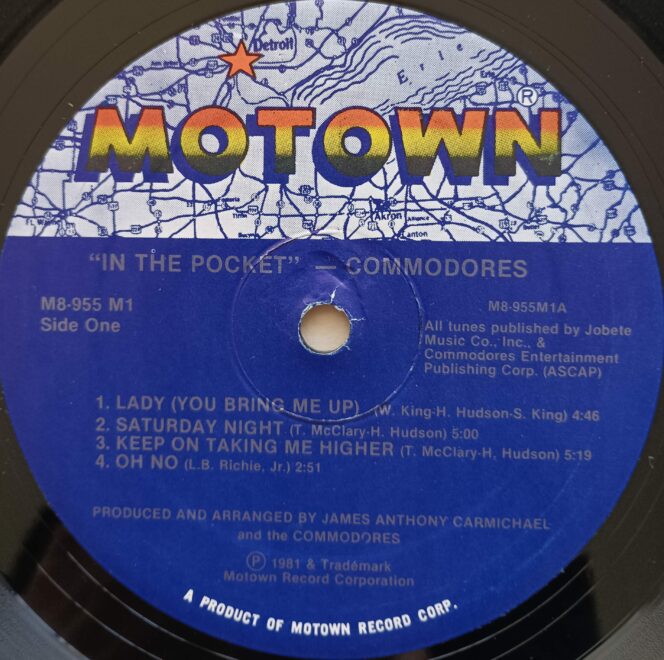 Detroit
Erie
MOTOWN®
Akron
Canton
"IN THE POCKET" — COMMODORES
M8-955 M1
Side One
M8-955M1A
All tunes published by Jobete
Music Co., Inc., &
Commodores Entertainment
Publishing Corp. (ASCAP)
1. LADY (YOU BRING ME UP) (W. King-H. Hudson-S. King) 4:46
2. SATURDAY NIGHT (T. McClary-H. Hudson) 5:00
3. KEEP ON TAKING ME HIGHER (T. McClary-H. Hudson) 5:19
4. OH NO (L.B. Richie, Jr.) 2:51
PRODUCED AND ARRANGED BY JAMES ANTHONY CARMICHAEL
and the COMMODORES
Ⓟ 1981 & Trademark
Motown Record Corporation
A PRODUCT OF MOTOWN RECORD CORP.